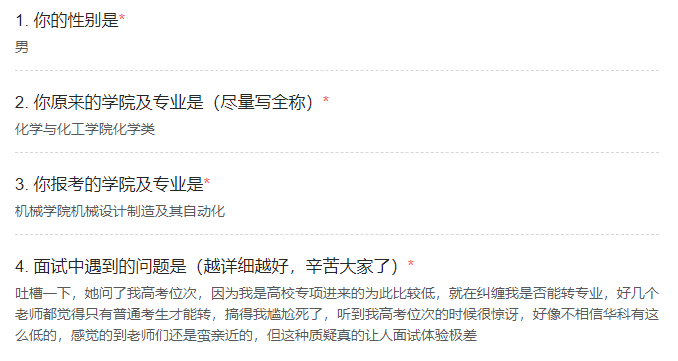 1. 你的性别是*
男
2. 你原来的学院及专业是（尽量写全称）*
化学与化工学院化学类
3. 你报考的学院及专业是*
机械学院机械设计制造及其自动化
4. 面试中遇到的问题是（越详细越好，辛苦大家了）*
吐槽一下，她问了我高考位次，因为我是高校专项进来的为此比较低，就在纠缠我是否能转专业，好几个
老师都觉得只有普通考生才能转，搞得我尴尬死了，听到我高考位次的时候很惊讶，好像不相信华科有这
么低的，感觉的到老师们还是蛮亲近的，但这种质疑真的让人面试体验极差